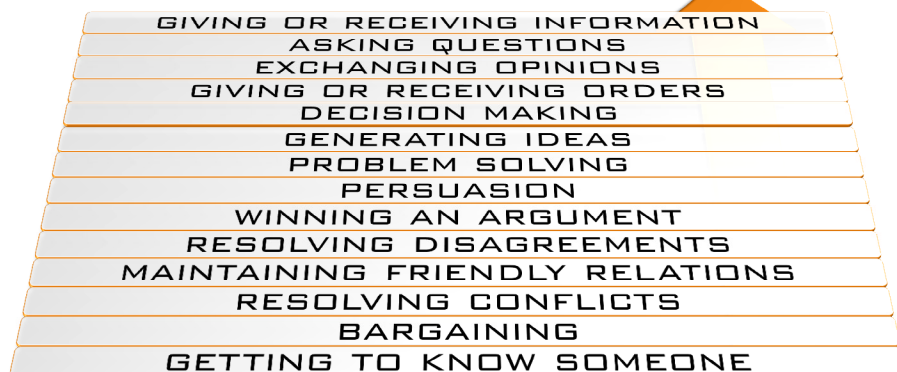 GIVING OR RECEIVING INFORMATION
ASKING QUESTIONS
EXCHANGING OPINIONS
GIVING OR RECEIVING ORDERS
DECISION MAKING
GENERATING IDEAS
PROBLEM SOLVING
PERSUASION
WINNING AN ARGUMENT
RESOLVING DISAGREEMENTS
MAINTAINING FRIENDLY RELATIONS
RESOLVING CONFLICTS
BARGAINING
GETTING TO KNOW SOMEONE